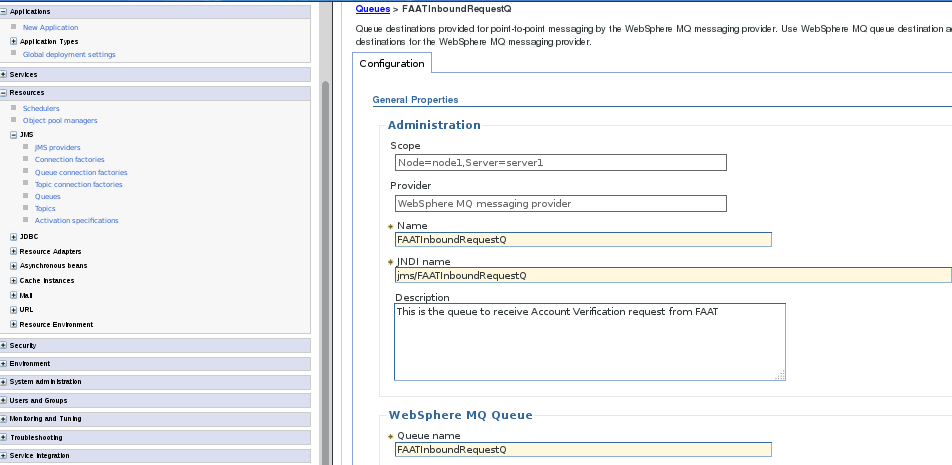 Applications
New Application
Application Types
Global deployment settings
Services
Resources
Schedulers
Object pool managers
JMS
JMS providers
Connection factories
Queue connection factories
Topic connection factories
Queues
Topics
Activation specifications
JDBC
Resource Adapters
Asynchronous beans
Cache instances
Mail
URL
Resource Environment
Security
Environment
System administration
Users and Groups
Monitoring and Tuning
Troubleshooting
Service integration
Queues > FAATInboundRequestQ
Queue destinations provided for point-to-point messaging by the WebSphere MQ messaging provider. Use WebSphere MQ queue destination
destinations for the WebSphere MQ messaging provider.
Configuration
General Properties
Administration
Scope
Node=node1,Server=server1
Provider
WebSphere MQ messaging provider
Name
FAATInboundRequestQ
JNDI name
jms/FAATInboundRequestQ
Description
This is the queue to receive Account Verification request from FAAT
WebSphere MQ Queue
Queue name
FAATInboundRequestQ